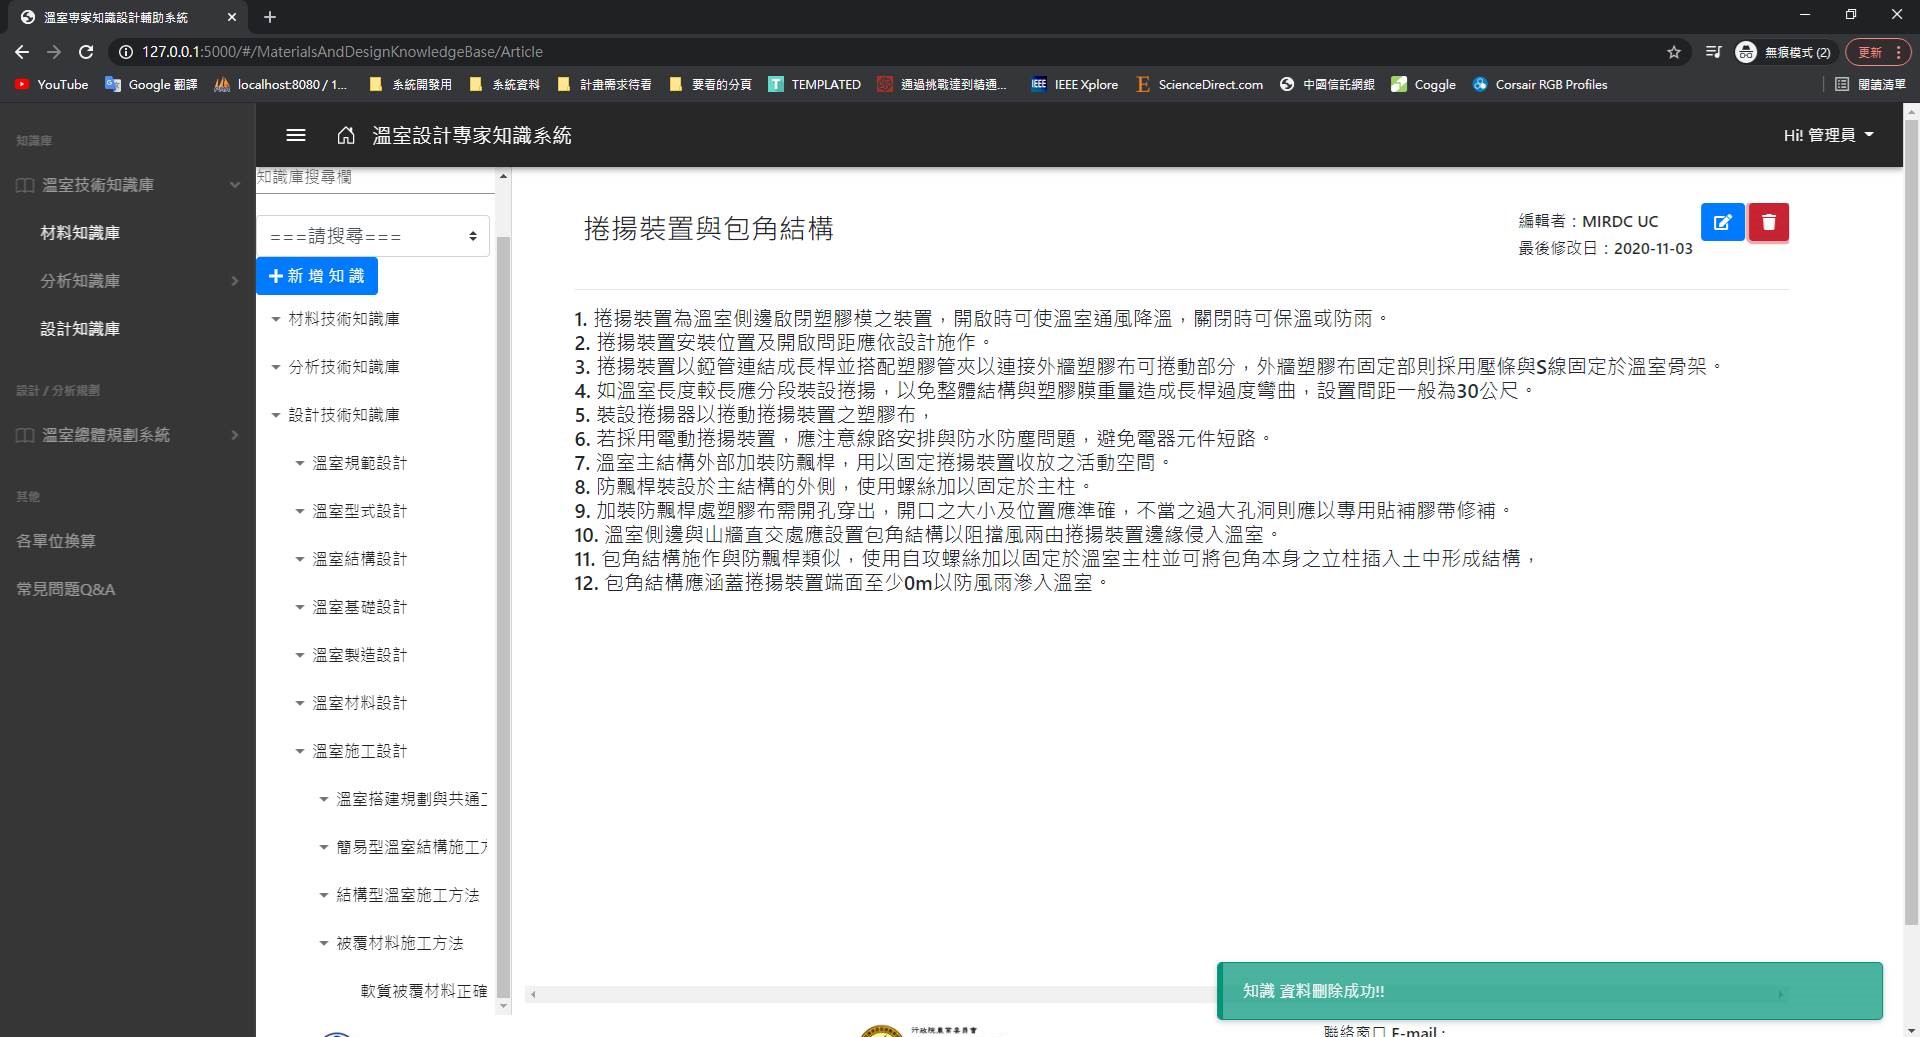 溫室專家知識設計輔助系統
127.0.0.1:5000/#/MaterialsAndDesignKnowledgeBase/Article
無痕模式 (2)
更新
YouTube
Google 翻譯
localhost:8080 / 1...
系統開發用
系統資料
計畫需求待看
要看的分頁
TEMPLATED
通過挑戰達到精通...
IEEE Xplore
ScienceDirect.com
中國信託網銀
Coggle
Corsair RGB Profiles
閱讀清單
知識庫
溫室技術知識庫
材料知識庫
分析知識庫
設計知識庫
設計 / 分析規劃
溫室總體規劃系統
其他
各單位換算
常見問題Q&A
溫室設計專家知識系統
Hi! 管理員
知識庫搜尋欄
===請搜尋===
新 增 知 識
材料技術知識庫
分析技術知識庫
設計技術知識庫
溫室規範設計
溫室型式設計
溫室結構設計
溫室基礎設計
溫室製造設計
溫室材料設計
溫室施工設計
溫室搭建規劃與共通工
簡易型溫室結構施工方
結構型溫室施工方法
被覆材料施工方法
軟質被覆材料正確
捲揚裝置與包角結構
編輯者：MIRDC UC
最後修改日：2020-11-03
1. 捲揚裝置為溫室側邊啟閉塑膠模之裝置，開啟時可使溫室通風降溫，關閉時可保溫或防雨。
2. 捲揚裝置安裝位置及開啟問距應依設計施作。
3. 捲揚裝置以錏管連結成長桿並搭配塑膠管夾以連接外牆塑膠布可捲動部分，外牆塑膠布固定部則採用壓條與S線固定於溫室骨架。
4. 如溫室長度較長應分段裝設捲揚，以免整體結構與塑膠膜重量造成長桿過度彎曲，設置間距一般為30公尺。
5. 裝設捲揚器以捲動捲揚裝置之塑膠布，
6. 若採用電動捲揚裝置，應注意線路安排與防水防塵問題，避免電器元件短路。
7. 溫室主結構外部加裝防飄桿，用以固定捲揚裝置收放之活動空間。
8. 防飄桿裝設於主結構的外側，使用螺絲加以固定於主柱。
9. 加裝防飄桿處塑膠布需開孔穿出，開口之大小及位置應準確，不當之過大孔洞則應以專用貼補膠帶修補。
10. 溫室側邊與山牆直交處應設置包角結構以阻擋風兩由捲揚裝置邊緣侵入溫室。
11. 包角結構施作與防飄桿類似，使用自攻螺絲加以固定於溫室主柱並可將包角本身之立柱插入土中形成結構，
12. 包角結構應涵蓋捲揚裝置端面至少0m以防風雨滲入溫室。
知識 資料刪除成功!!
行政院農業委員會
聯絡窗口 E-mail :